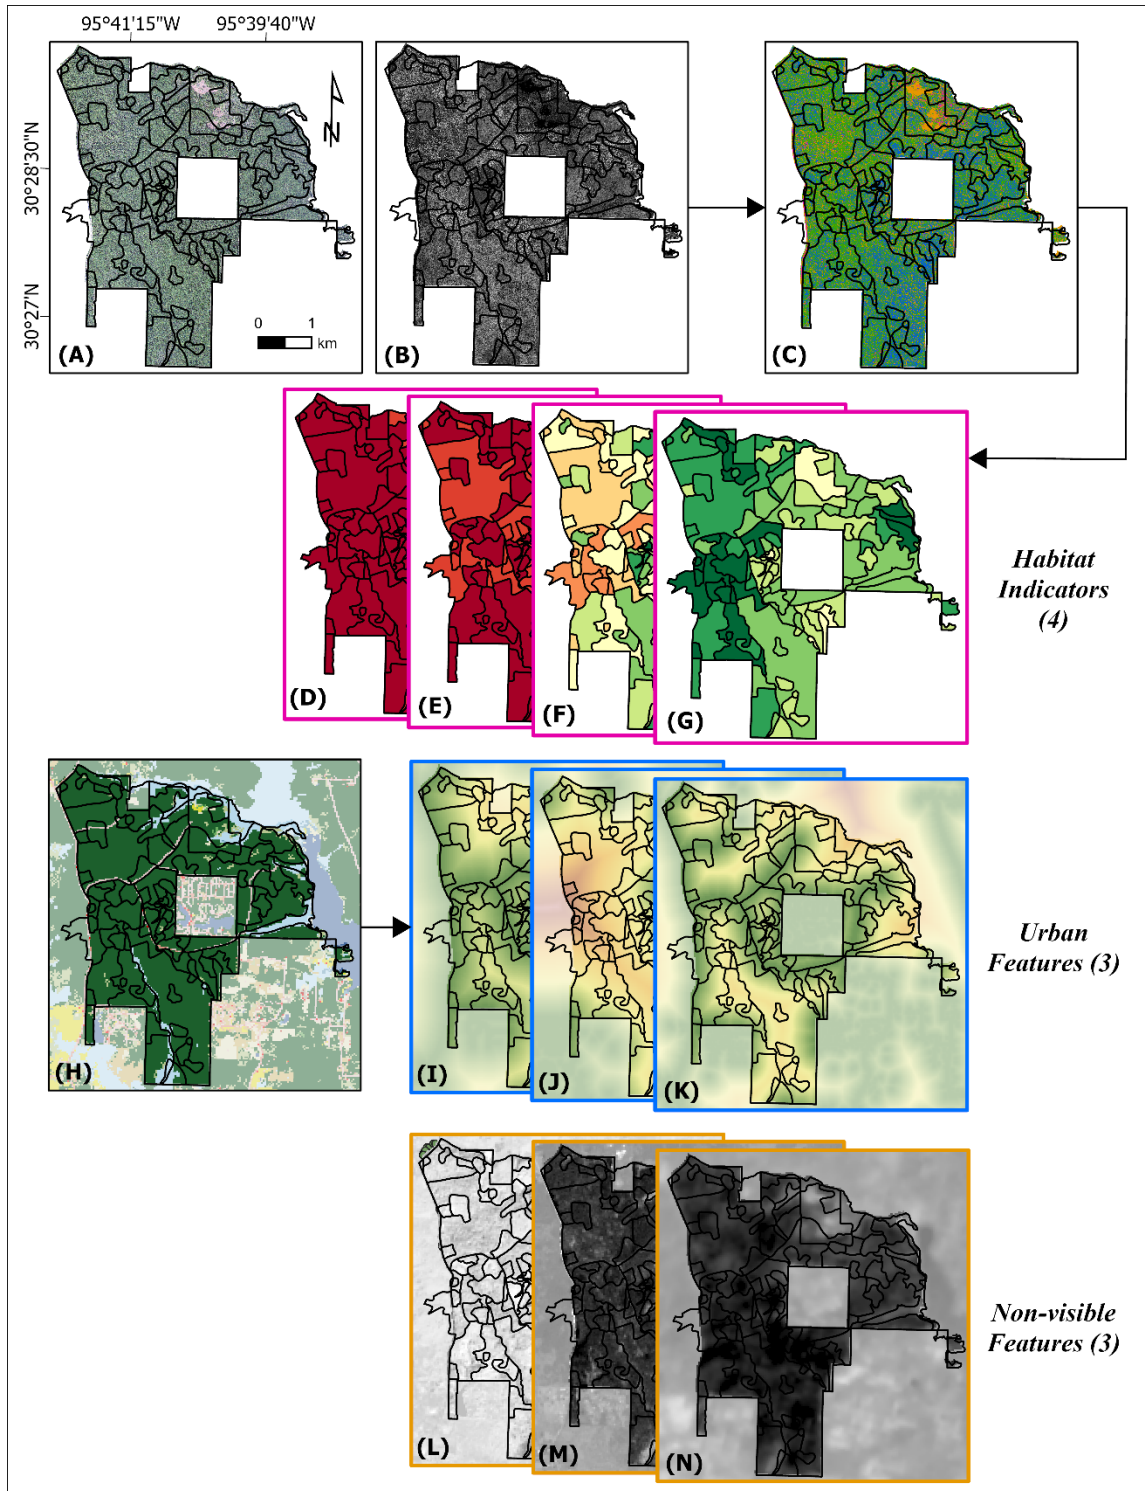 95°41'15"W 95°39'40"W
30°28'30"N
30°27'N
N
0 1
km
(A)
(B)
(C)
(D)
(E)
(F)
(G)
Habitat
Indicators
(4)
(H)
(I)
(J)
(K)
Urban
Features (3)
(L)
(M)
(N)
Non-visible
Features (3)